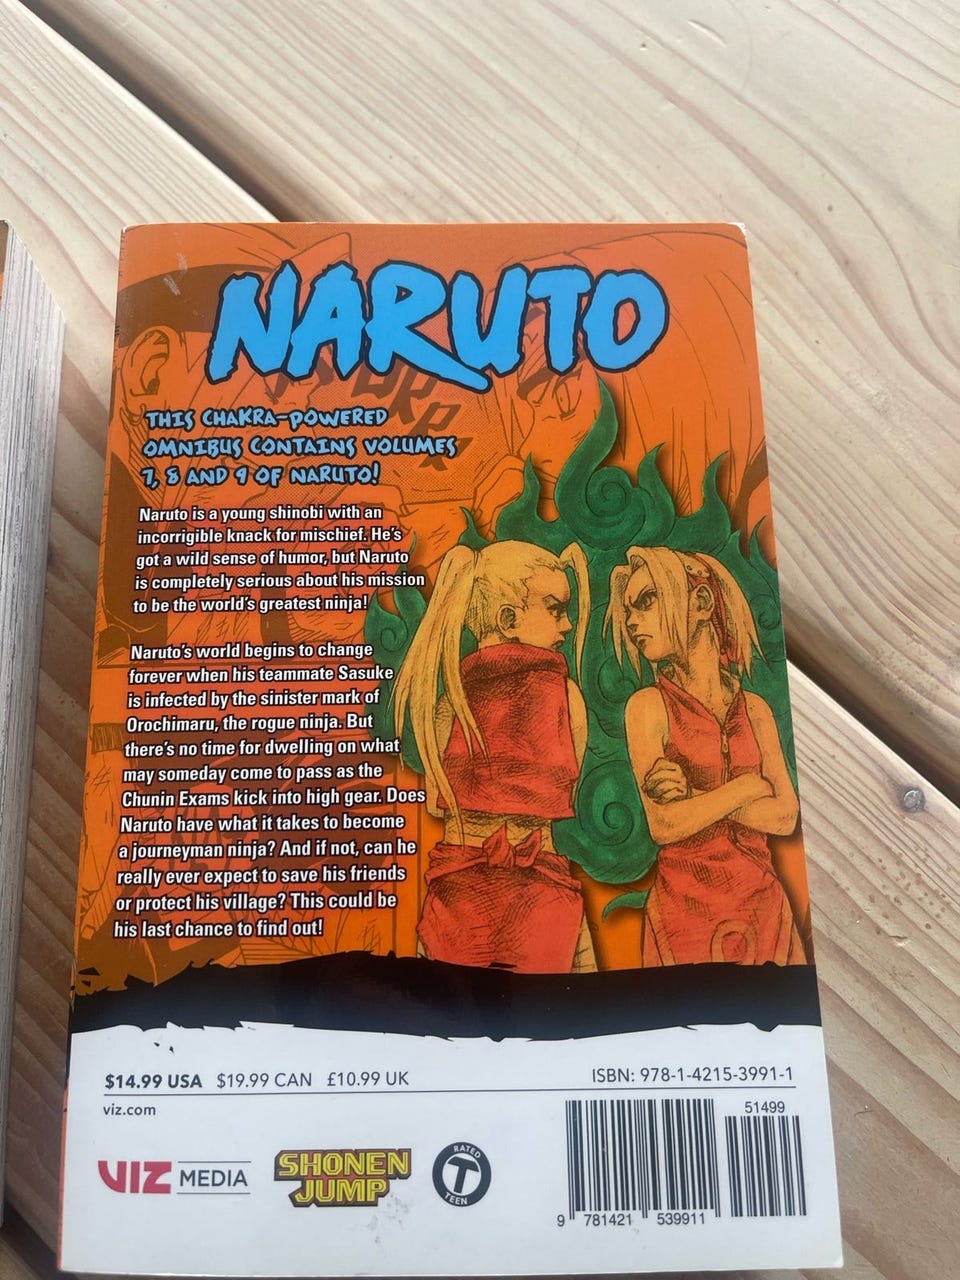 NARUTO
THIS CHAKRA-POWERED
OMNIBUS CONTAINS VOLUMES
7, 8 AND 9 OF NARUTO!
Naruto is a young shinobi with an
incorrigible knack for mischief. He's
got a wild sense of humor, but Naruto
is completely serious about his mission
to be the world's greatest ninja!
Naruto's world begins to change
forever when his teammate Sasuke
is infected by the sinister mark of
Orochimaru, the rogue ninja. But
there's no time for dwelling on what
may someday come to pass as the
Chunin Exams kick into high gear. Does
Naruto have what it takes to become
a journeyman ninja? And if not, can he
really ever expect to save his friends
or protect his village? This could be
his last chance to find out!
$14.99 USA $19.99 CAN £10.99 UK
ISBN: 978-1-4215-3991-1
viz.com
51499
VIZ MEDIA
SHONEN
JUMP
RATED
T
TEEN
9 781421 539911